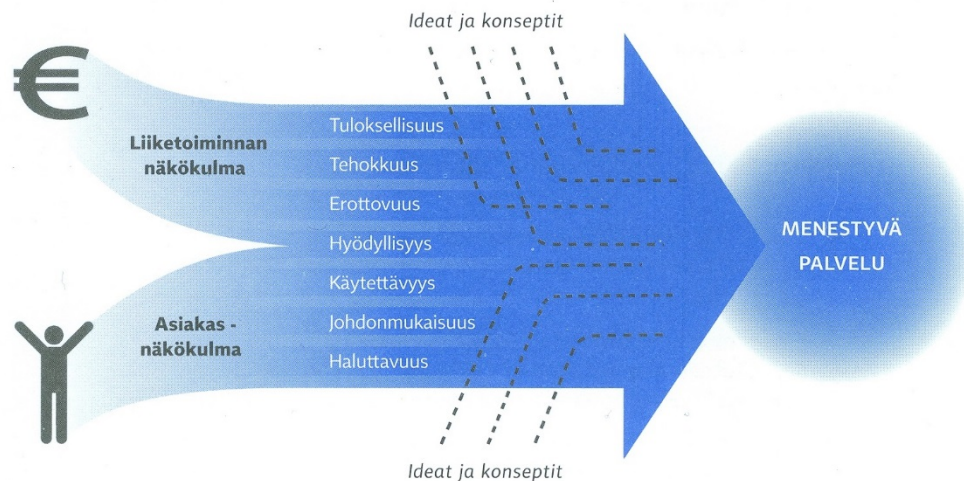 Ideat ja konseptit
€
Liiketoiminnan
näkökulma
Tuloksellisuus
Tehokkuus
Erottovuus
Hyödyllisyys
Käytettävyys
Johdonmukaisuus
Haluttavuus
Asiakas -
näkökulma
MENESTYVÄ
PALVELU
Ideat ja konseptit